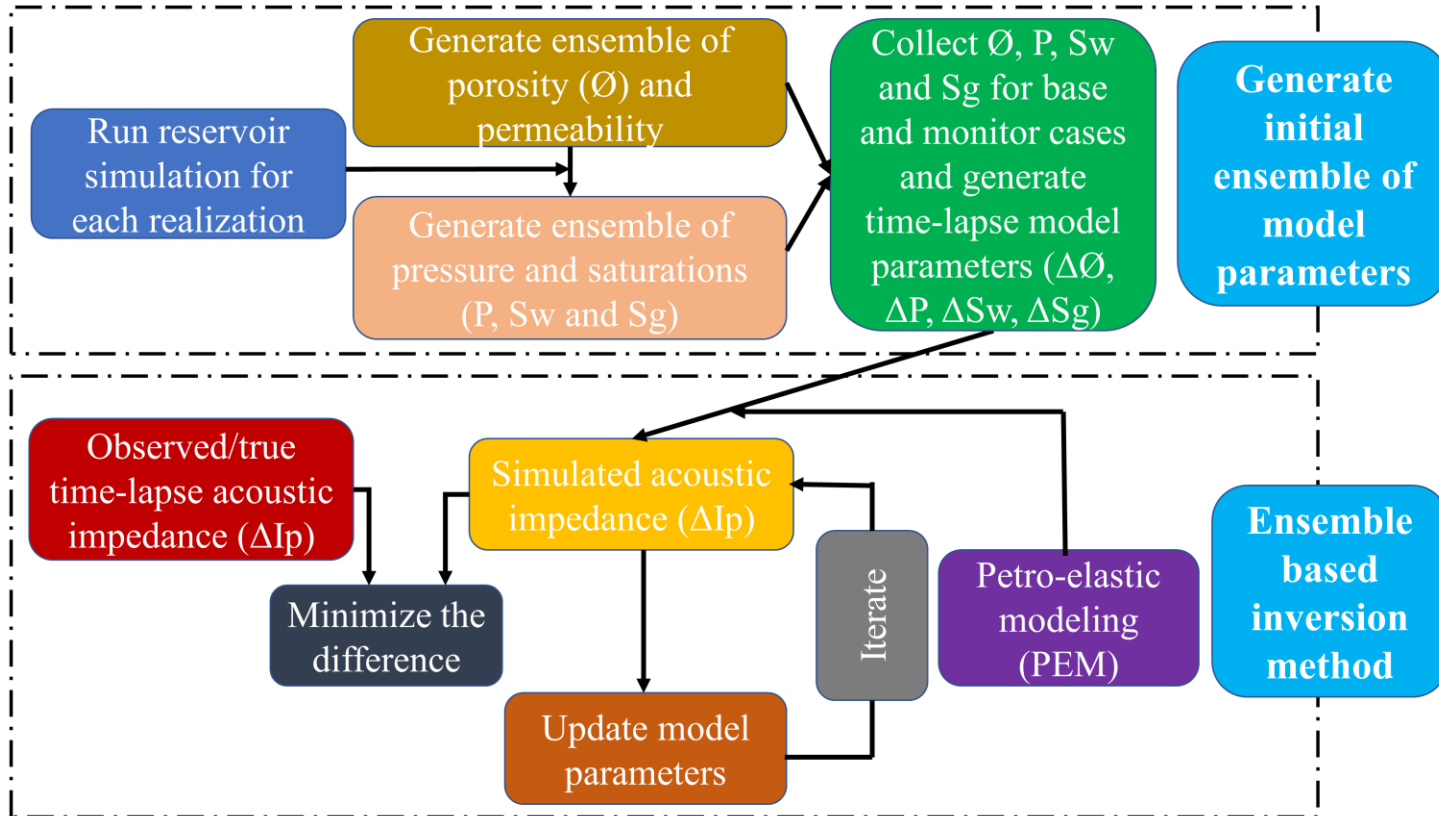 Generate ensemble of
porosity (Ø) and
permeability
Run reservoir
simulation for
each realization
Generate ensemble of
pressure and saturations
(P, Sw and Sg)
Collect Ø, P, Sw
and Sg for base
and monitor cases
and generate
time-lapse model
parameters (ΔØ,
ΔP, ΔSw, ΔSg)
Generate
initial
ensemble of
model
parameters
Observed/true
time-lapse acoustic
impedance (ΔIp)
Simulated acoustic
impedance (ΔIp)
Minimize the
difference
Update model
parameters
Iterate
Petro-elastic
modeling
(PEM)
Ensemble
based
inversion
method